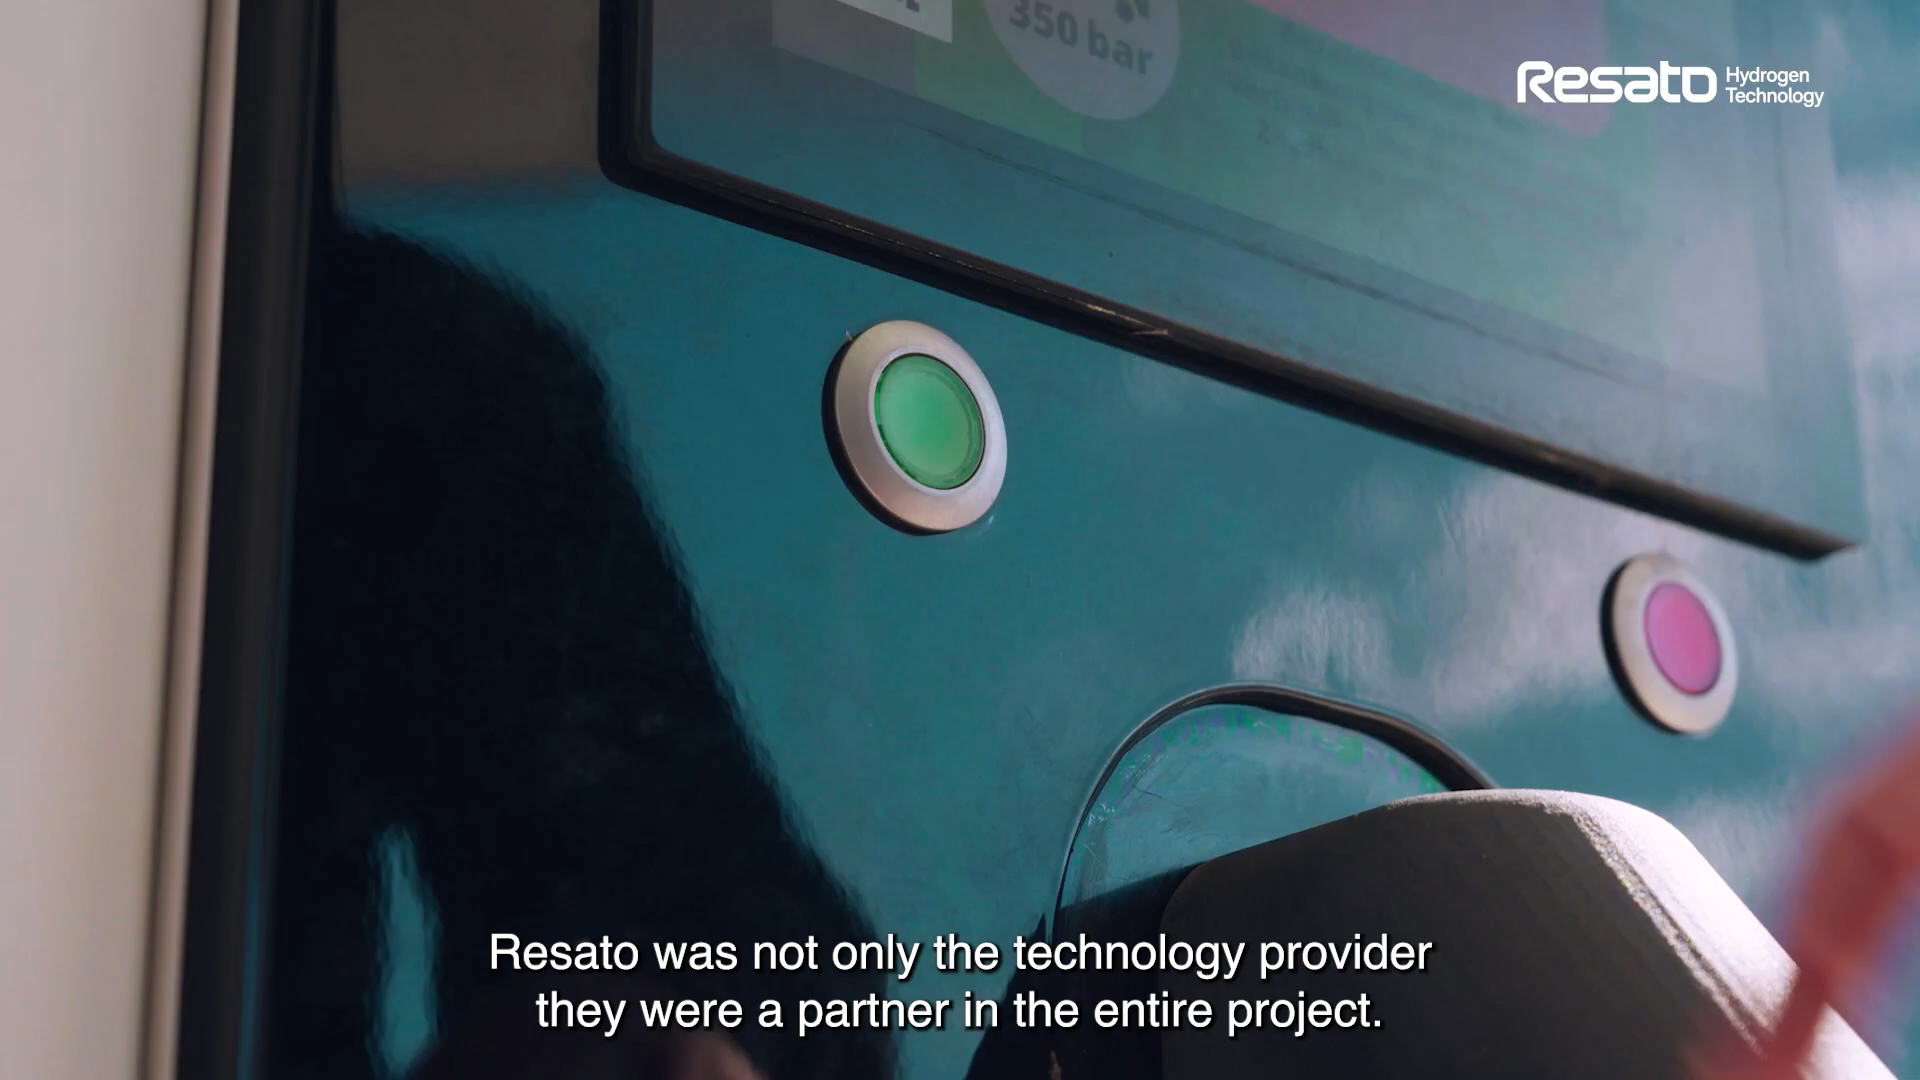 350 bar
Resato Hydrogen
Technology
Resato was not only the technology provider
they were a partner in the entire project.